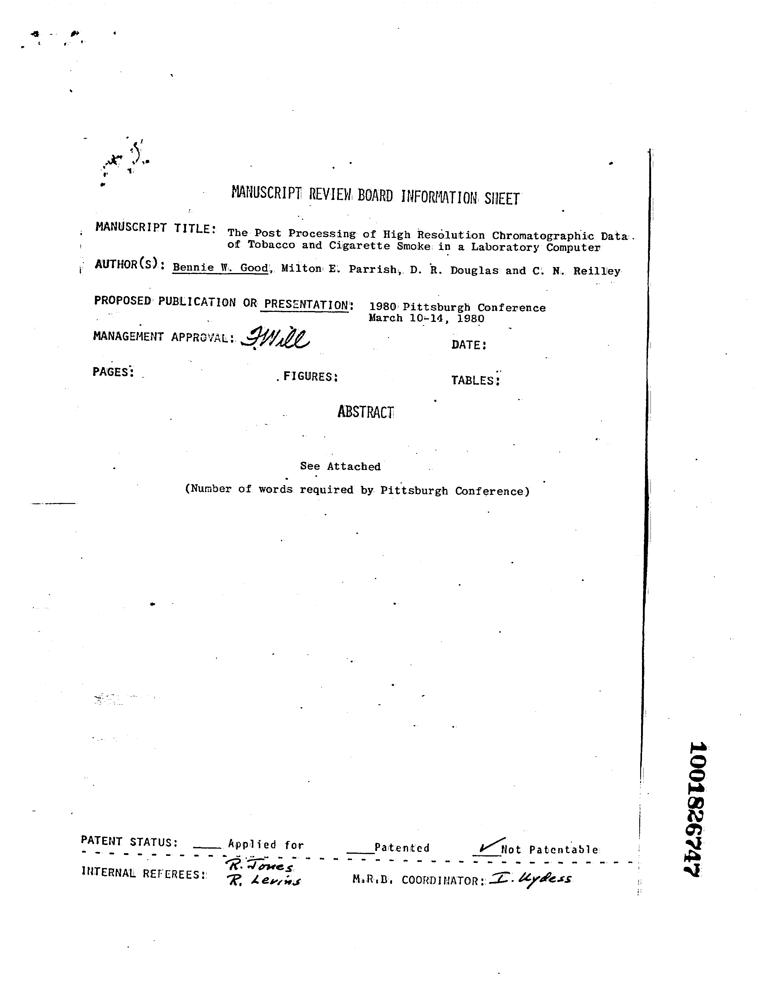 MANUSCRIPT REVIEW BOARD INFORMATION SHEET
MANUSCRIPT TITLE: The Post Processing of High Resolution Chromatographic Data
of Tobacco and Cigarette Smoke in a Laboratory Computer
AUTHOR(S): Bennie W. Good, Milton E. Parrish, D. R. Douglas and C. N. Reilley
PROPOSED PUBLICATION OR PRESENTATION: 1980 Pittsburgh Conference
March 10-14, 1980
MANAGEMENT APPROVAL: FWill
DATE:
PAGES: FIGURES: TABLES:
ABSTRACT
See Attached
(Number of words required by Pittsburgh Conference)
PATENT STATUS: ____ Applied for ____Patented ✓Not Patentable
INTERNAL REFEREES: R. Jones
R. Levins
M.R.B. COORDINATOR: I. Uydess
1001826747